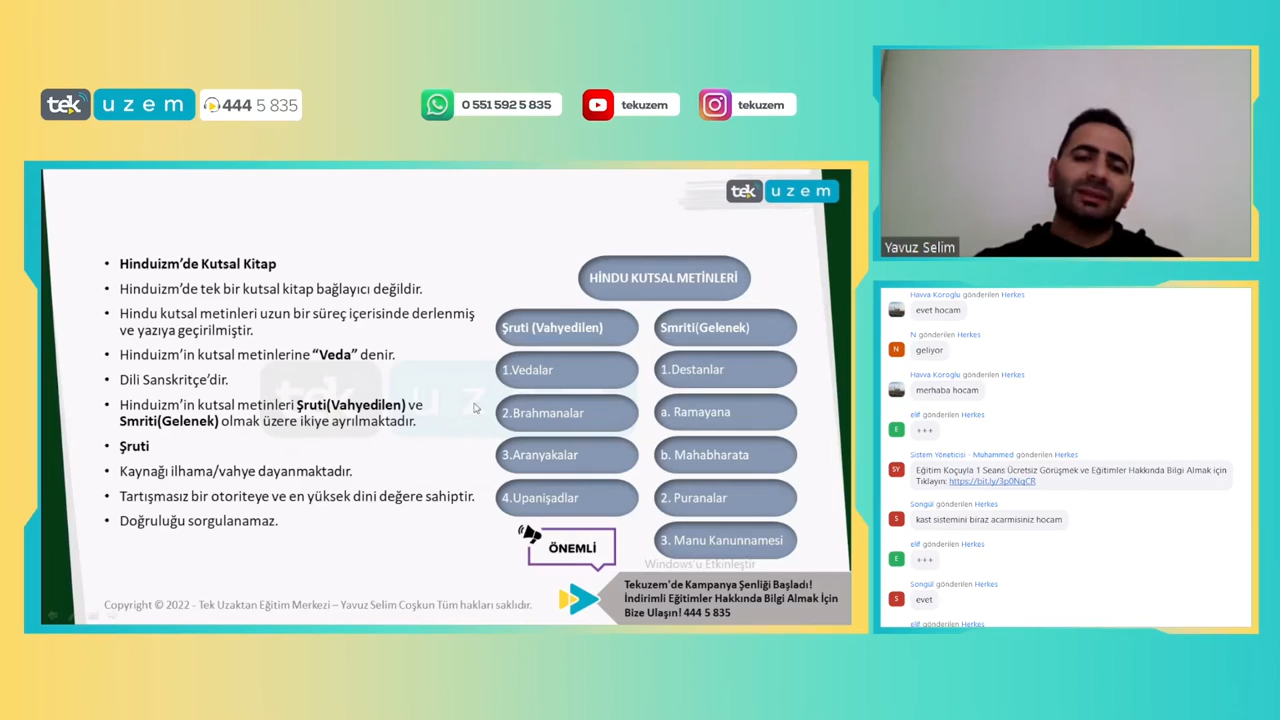 tek uzem 444 5 835
0 551 592 5 835
tekuzem
tekuzem
tek uzem
Hinduizm’de Kutsal Kitap
Hinduizm’de tek bir kutsal kitap bağlayıcı değildir.
Hindu kutsal metinleri uzun bir süreç içerisinde derlenmiş
ve yazıya geçirilmiştir.
Hinduizm’in kutsal metinlerine “Veda” denir.
Dili Sanskritçe’dir.
Hinduizm’in kutsal metinleri Şruti(Vahyedilen) ve
Smriti(Gelenek) olmak üzere ikiye ayrılmaktadır.
Şruti
Kaynağı ilhama/vahye dayanmaktadır.
Tartışmasız bir otoriteye ve en yüksek dini değere sahiptir.
Doğruluğu sorgulanamaz.
HİNDU KUTSAL METİNLERİ
Şruti (Vahyedilen)
1.Vedalar
2.Brahmanalar
3.Aranyakalar
4.Upanişadlar
Smriti(Gelenek)
1.Destanlar
a. Ramayana
b. Mahabharata
2. Puranalar
3. Manu Kanunnamesi
ÖNEMLİ
Windows'u Etkinleştir
Tekuzem'de Kampanya Şenliği Başladı!
İndirimli Eğitimler Hakkında Bilgi Almak İçin
Bize Ulaşın! 444 5 835
Copyright © 2022 - Tek Uzaktan Eğitim Merkezi – Yavuz Selim Coşkun Tüm hakları saklıdır.
Yavuz Selim
Havva Koroglu gönderilen Herkes
evet hocam
N gönderilen Herkes
N
geliyor
Havva Koroglu gönderilen Herkes
merhaba hocam
elif gönderilen Herkes
E
+++
Sistem Yöneticisi - Muhammed gönderilen Herkes
SY
Eğitim Koçuyla 1 Seans Ücretsiz Görüşmek ve Eğitimler Hakkında Bilgi Almak için
Tıklayın: https://bit.ly/3p0NqCR
Songül gönderilen Herkes
S
kast sistemini biraz acarmisiniz hocam
elif gönderilen Herkes
E
+++
Songül gönderilen Herkes
S
evet
elif gönderilen Herkes